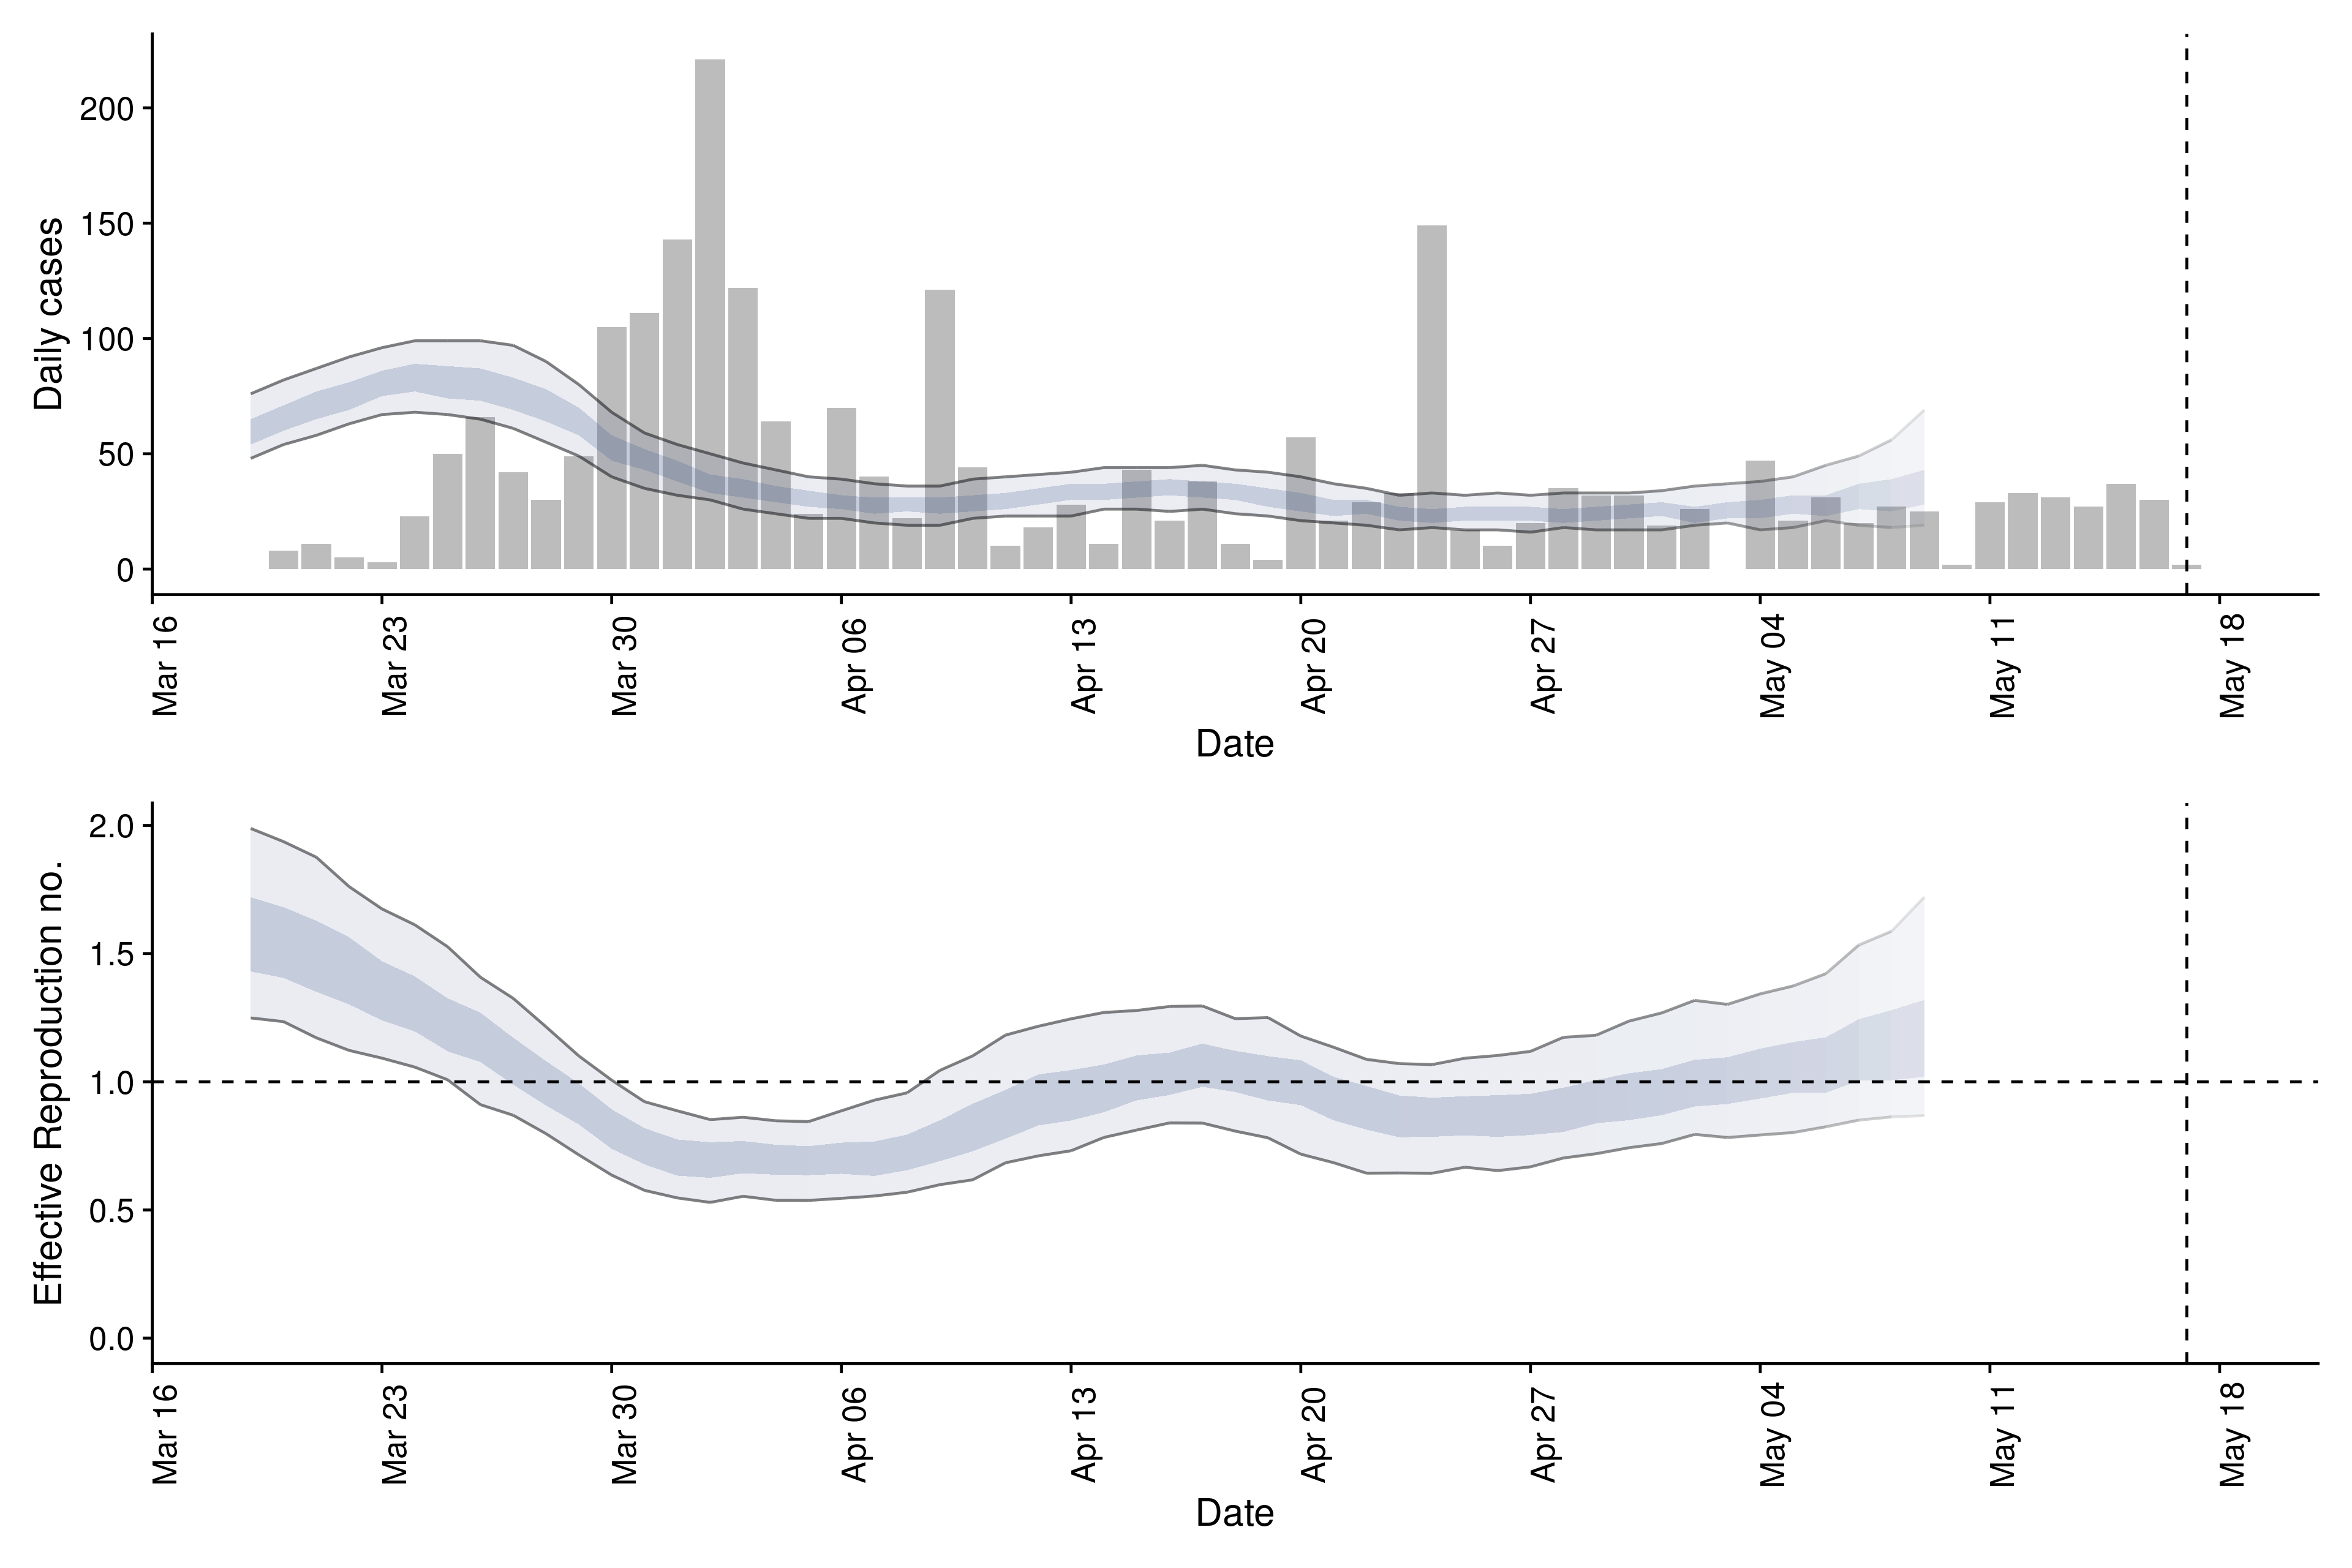 Daily cases
200
150
100
50
0
Mar 16
Mar 23
Mar 30
Apr 06
Apr 13
Apr 20
Apr 27
May 04
May 11
May 18
Date
Effective Reproduction no.
2.0
1.5
1.0
0.5
0.0
Mar 16
Mar 23
Mar 30
Apr 06
Apr 13
Apr 20
Apr 27
May 04
May 11
May 18
Date